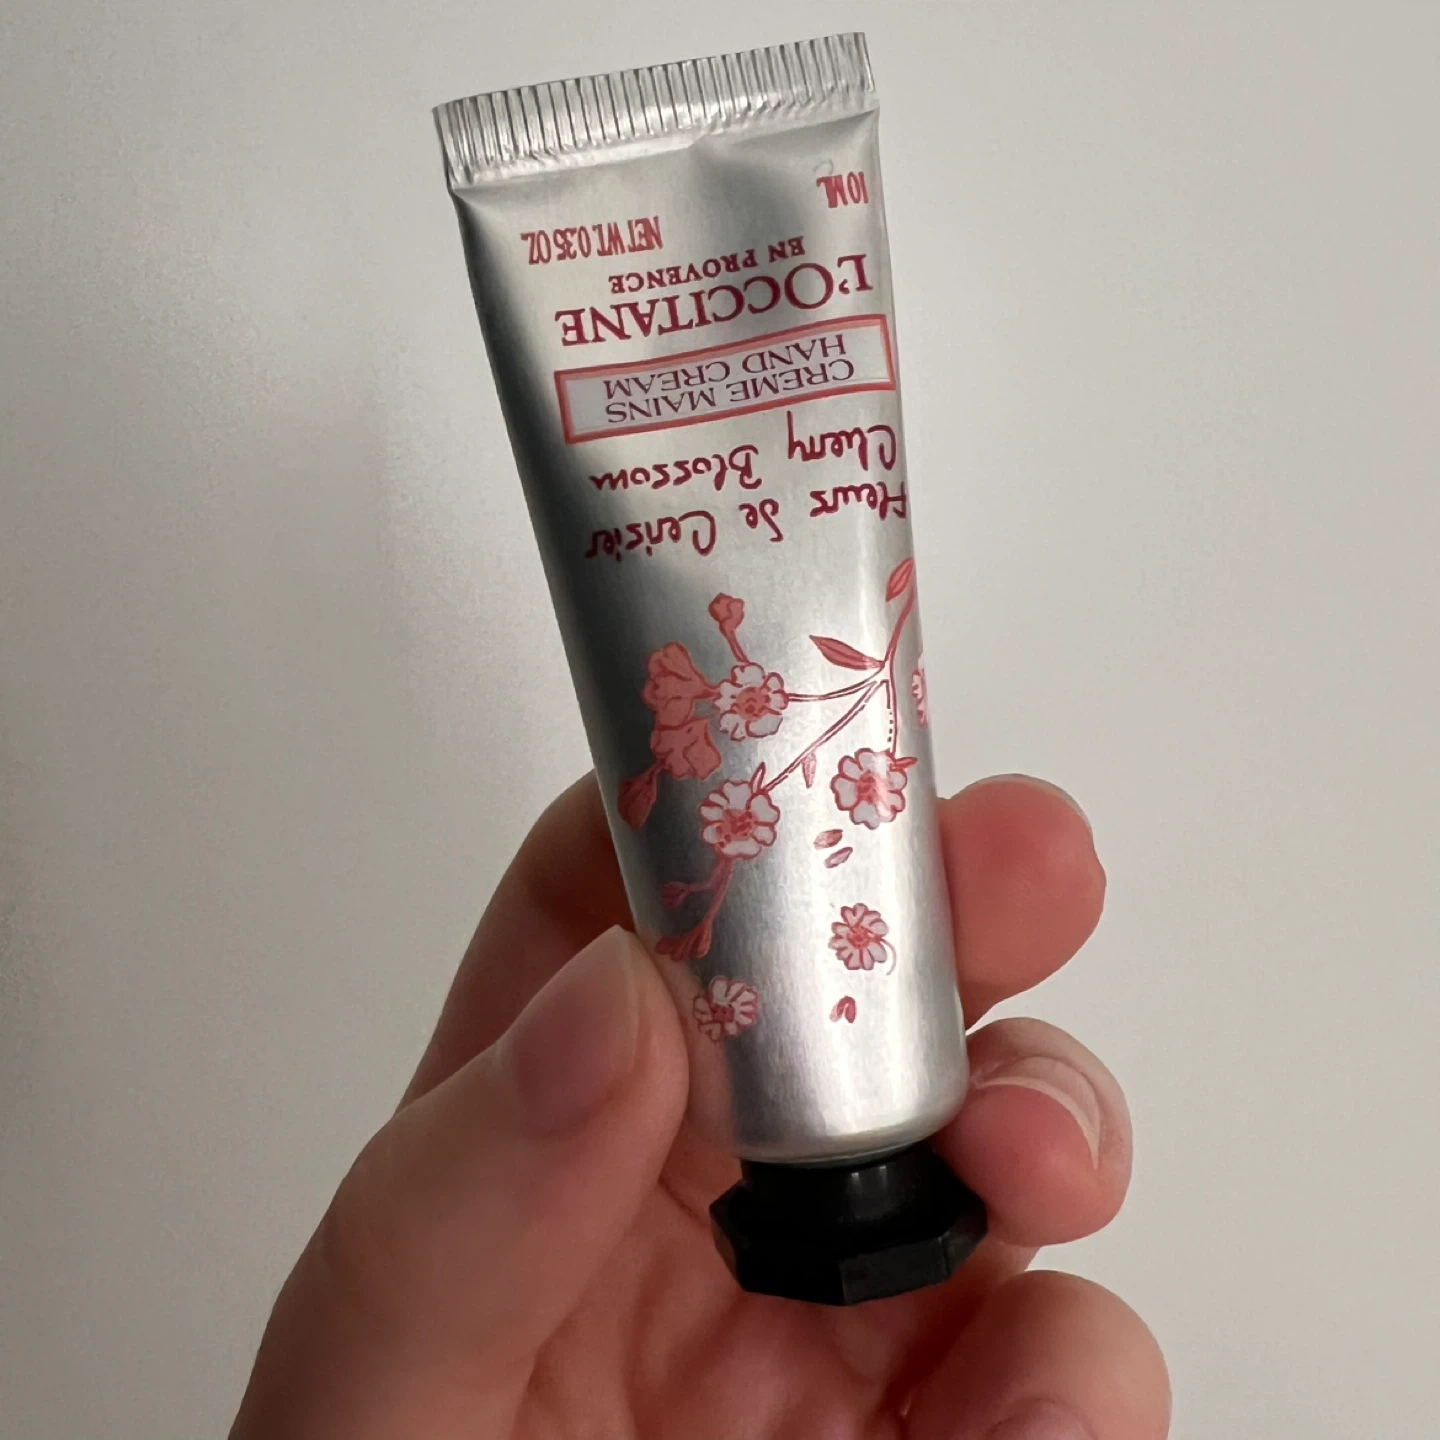 Fleurs de Cerisier
Cherry Blossom
CREME MAINS
HAND CREAM
L'OCCITANE
EN PROVENCE
10 ML NET WT. 0.35 OZ.